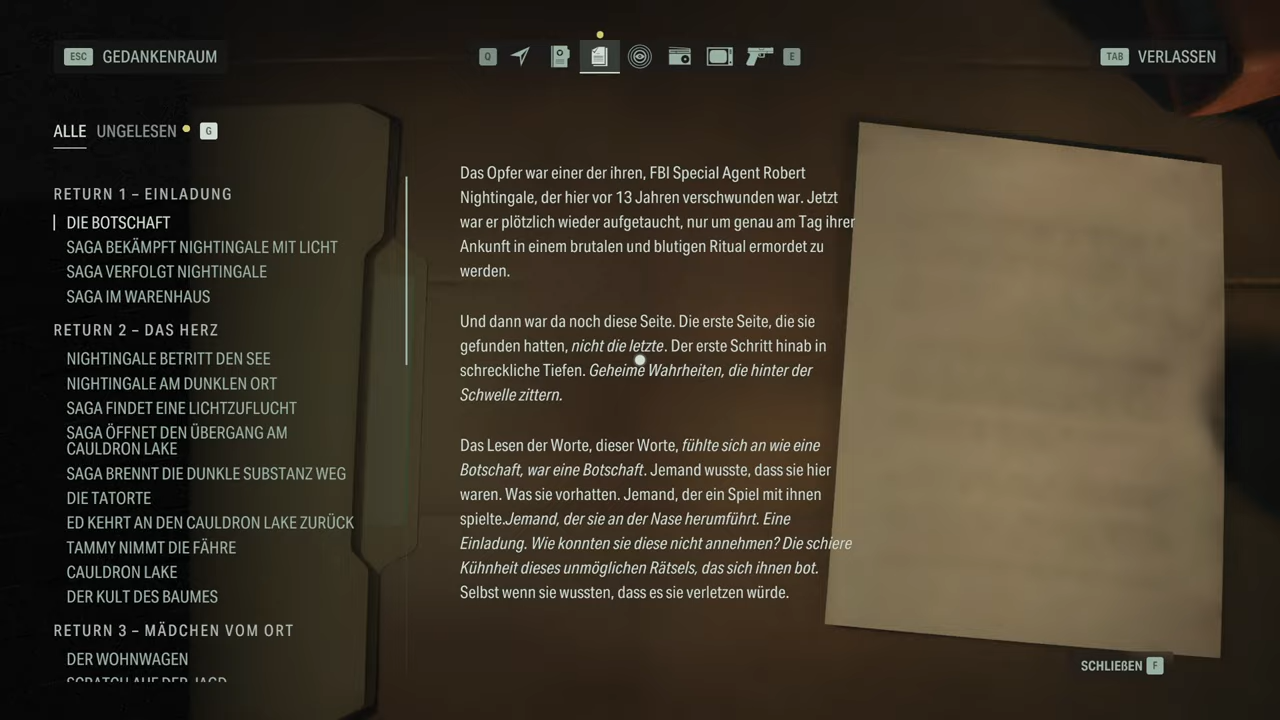 ESC GEDANKENRAUM
Q
E
TAB VERLASSEN
ALLE UNGELESEN G
RETURN 1 – EINLADUNG
DIE BOTSCHAFT
SAGA BEKÄMPFT NIGHTINGALE MIT LICHT
SAGA VERFOLGT NIGHTINGALE
SAGA IM WARENHAUS
RETURN 2 – DAS HERZ
NIGHTINGALE BETRITT DEN SEE
NIGHTINGALE AM DUNKLEN ORT
SAGA FINDET EINE LICHTZUFLUCHT
SAGA ÖFFNET DEN ÜBERGANG AM
CAULDRON LAKE
SAGA BRENNT DIE DUNKLE SUBSTANZ WEG
DIE TATORTE
ED KEHRT AN DEN CAULDRON LAKE ZURÜCK
TAMMY NIMMT DIE FÄHRE
CAULDRON LAKE
DER KULT DES BAUMES
RETURN 3 – MÄDCHEN VOM ORT
DER WOHNWAGEN
SCRATCH AUF DER JAGD
Das Opfer war einer der ihren, FBI Special Agent Robert
Nightingale, der hier vor 13 Jahren verschwunden war. Jetzt
war er plötzlich wieder aufgetaucht, nur um genau am Tag ihrer
Ankunft in einem brutalen und blutigen Ritual ermordet zu
werden.
Und dann war da noch diese Seite. Die erste Seite, die sie
gefunden hatten, nicht die letzte. Der erste Schritt hinab in
schreckliche Tiefen. Geheime Wahrheiten, die hinter der
Schwelle zittern.
Das Lesen der Worte, dieser Worte, fühlte sich an wie eine
Botschaft, war eine Botschaft. Jemand wusste, dass sie hier
waren. Was sie vorhatten. Jemand, der ein Spiel mit ihnen
spielte.Jemand, der sie an der Nase herumführt. Eine
Einladung. Wie konnten sie diese nicht annehmen? Die schiere
Kühnheit dieses unmöglichen Rätsels, das sich ihnen bot.
Selbst wenn sie wussten, dass es sie verletzen würde.
SCHLIEẞEN F